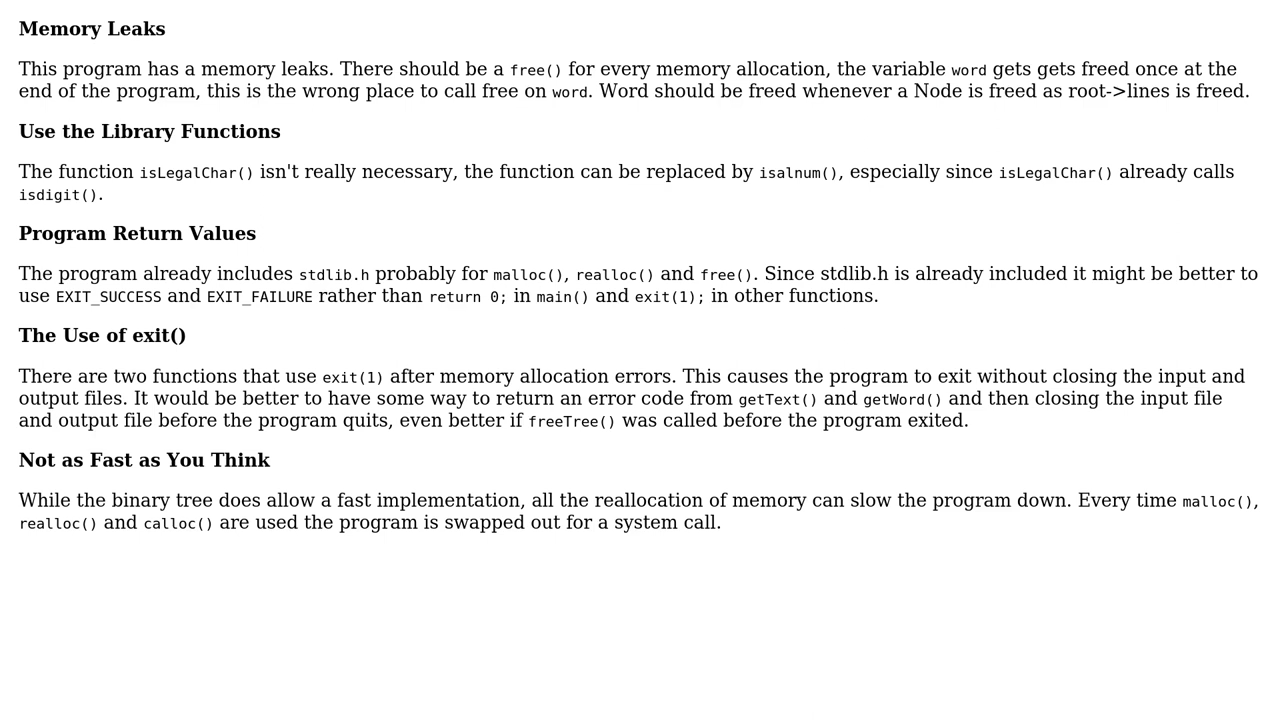 Memory Leaks
This program has a memory leaks. There should be a free() for every memory allocation, the variable word gets gets freed once at the
end of the program, this is the wrong place to call free on word. Word should be freed whenever a Node is freed as root->lines is freed.
Use the Library Functions
The function isLegalChar() isn't really necessary, the function can be replaced by isalnum(), especially since isLegalChar() already calls
isdigit().
Program Return Values
The program already includes stdlib.h probably for malloc(), realloc() and free(). Since stdlib.h is already included it might be better to
use EXIT_SUCCESS and EXIT_FAILURE rather than return 0; in main() and exit(1); in other functions.
The Use of exit()
There are two functions that use exit(1) after memory allocation errors. This causes the program to exit without closing the input and
output files. It would be better to have some way to return an error code from getText() and getWord() and then closing the input file
and output file before the program quits, even better if freeTree() was called before the program exited.
Not as Fast as You Think
While the binary tree does allow a fast implementation, all the reallocation of memory can slow the program down. Every time malloc(),
realloc() and calloc() are used the program is swapped out for a system call.